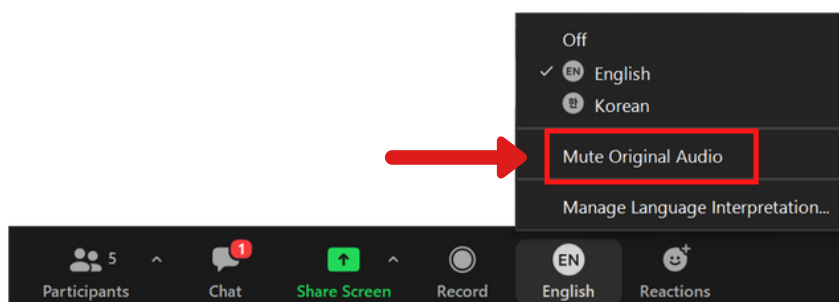 Off
EN English
한 Korean
Mute Original Audio
Manage Language Interpretation...
5
1
EN
Participants
Chat
Share Screen
Record
English
Reactions